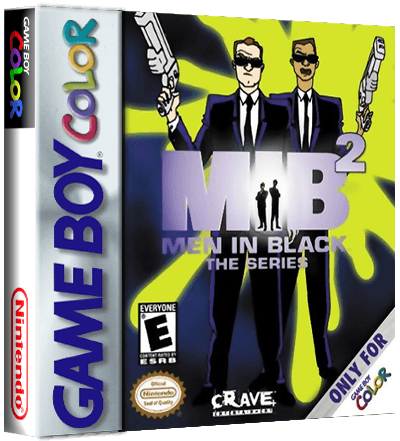 GAME BOY
COLOR
Nintendo
GAME BOY COLOR
MIB 2
MEN IN BLACK
THE SERIES
EVERYONE
E
CONTENT RATED BY
ESRB
Official
Nintendo
Seal of Quality
CRAVE
ENTERTAINMENT
ONLY FOR
GAME BOY
COLOR